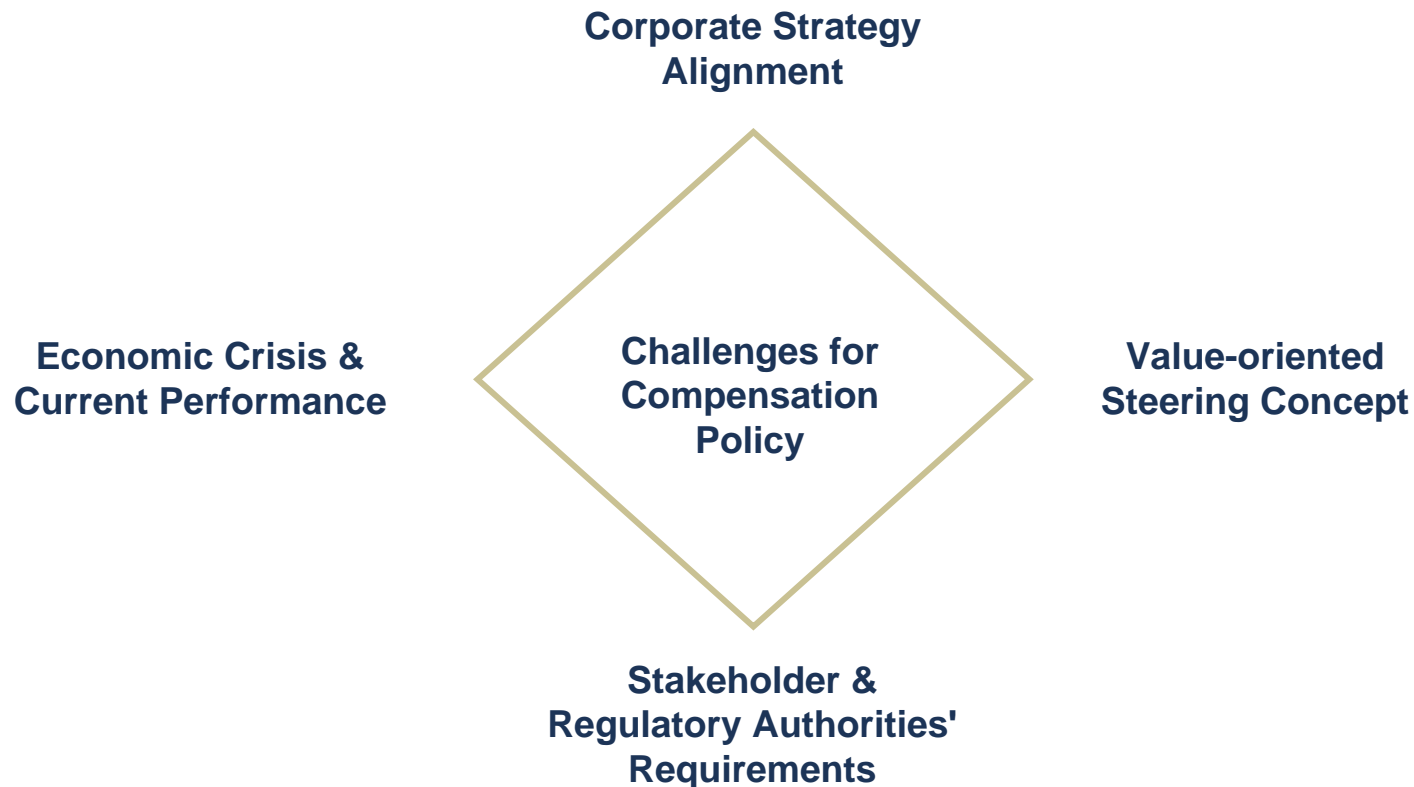 Corporate Strategy
Alignment
Economic Crisis &
Current Performance
Challenges for
Compensation
Policy
Value-oriented
Steering Concept
Stakeholder &
Regulatory Authorities'
Requirements